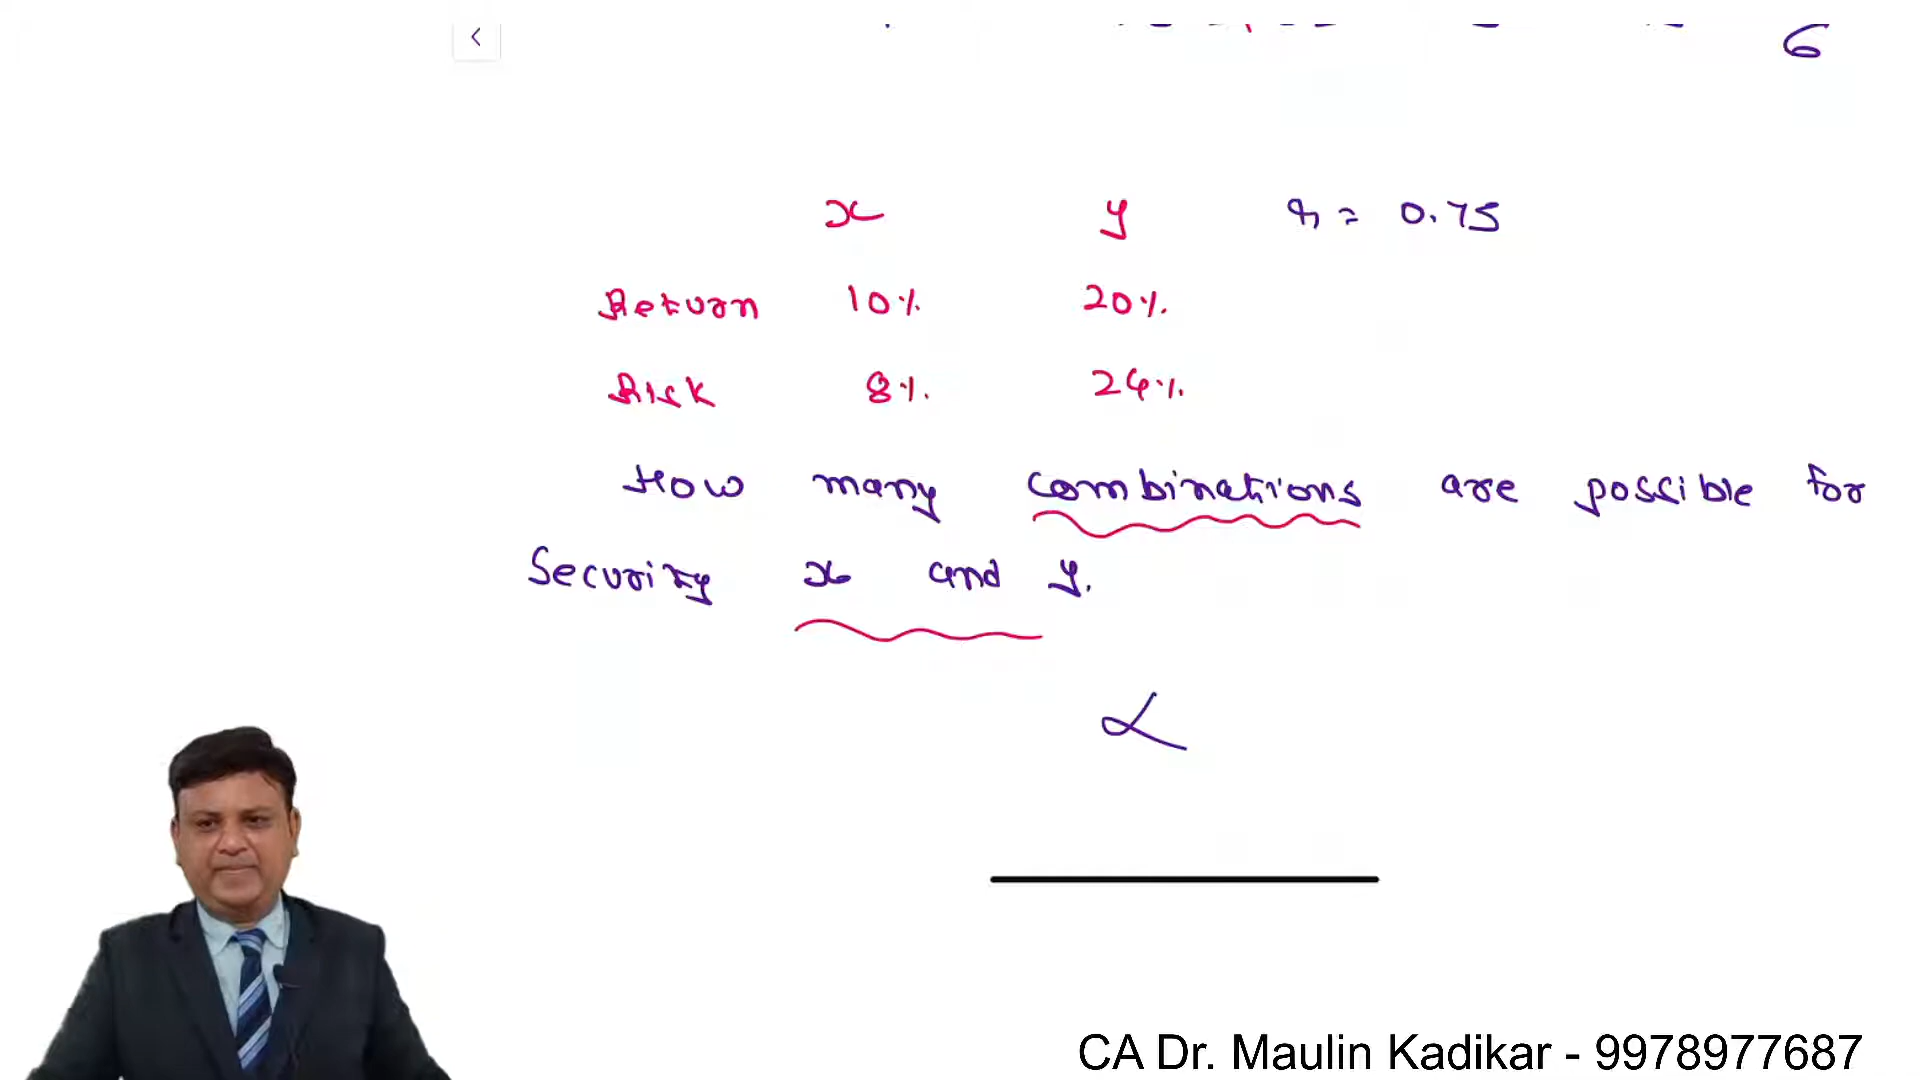 6
x y r = 0.75
Return 10% 20%
Risk 8% 24%
How many combinations are possible for
Security x and y.
CA Dr. Maulin Kadikar - 9978977687